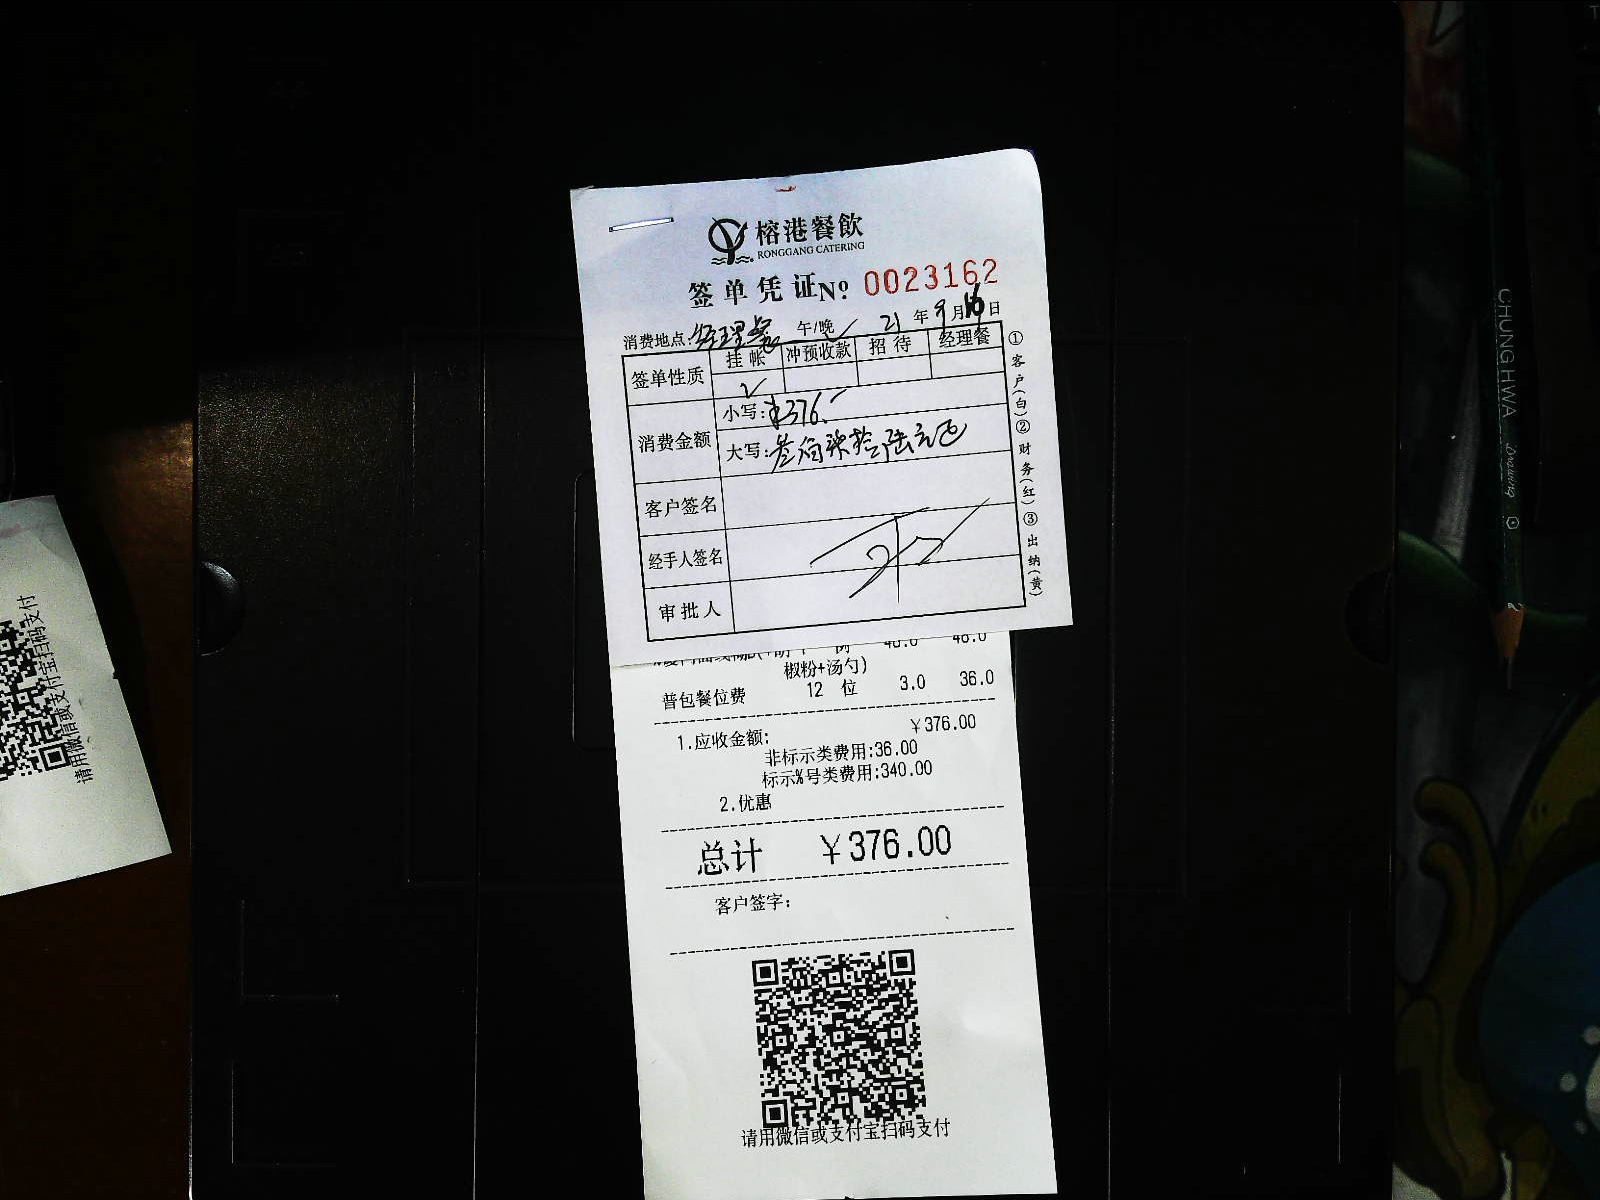 榕港餐飲
RONGGANG CATERING
签单凭证 Nº 0023162
消费地点:经理餐 午/晚 ✓ 21 年 9 月 16 日
签单性质 挂帐 冲预收款 招待 经理餐
✓
消费金额 小写:¥376.-
大写:叁佰柒拾陆元正
客户签名
经手人签名
审批人
①客户(白)②财务(红)③出纳(黄)
48.0
椒粉+汤勺)
普包餐位费 12 位 3.0 36.0
1.应收金额: ¥376.00
非标示类费用:36.00
标示%号类费用:340.00
2.优惠
总计 ¥376.00
客户签字:
请用微信或支付宝扫码支付
请用微信或支付宝扫码支付
CHUNG HWA
Drawing
2